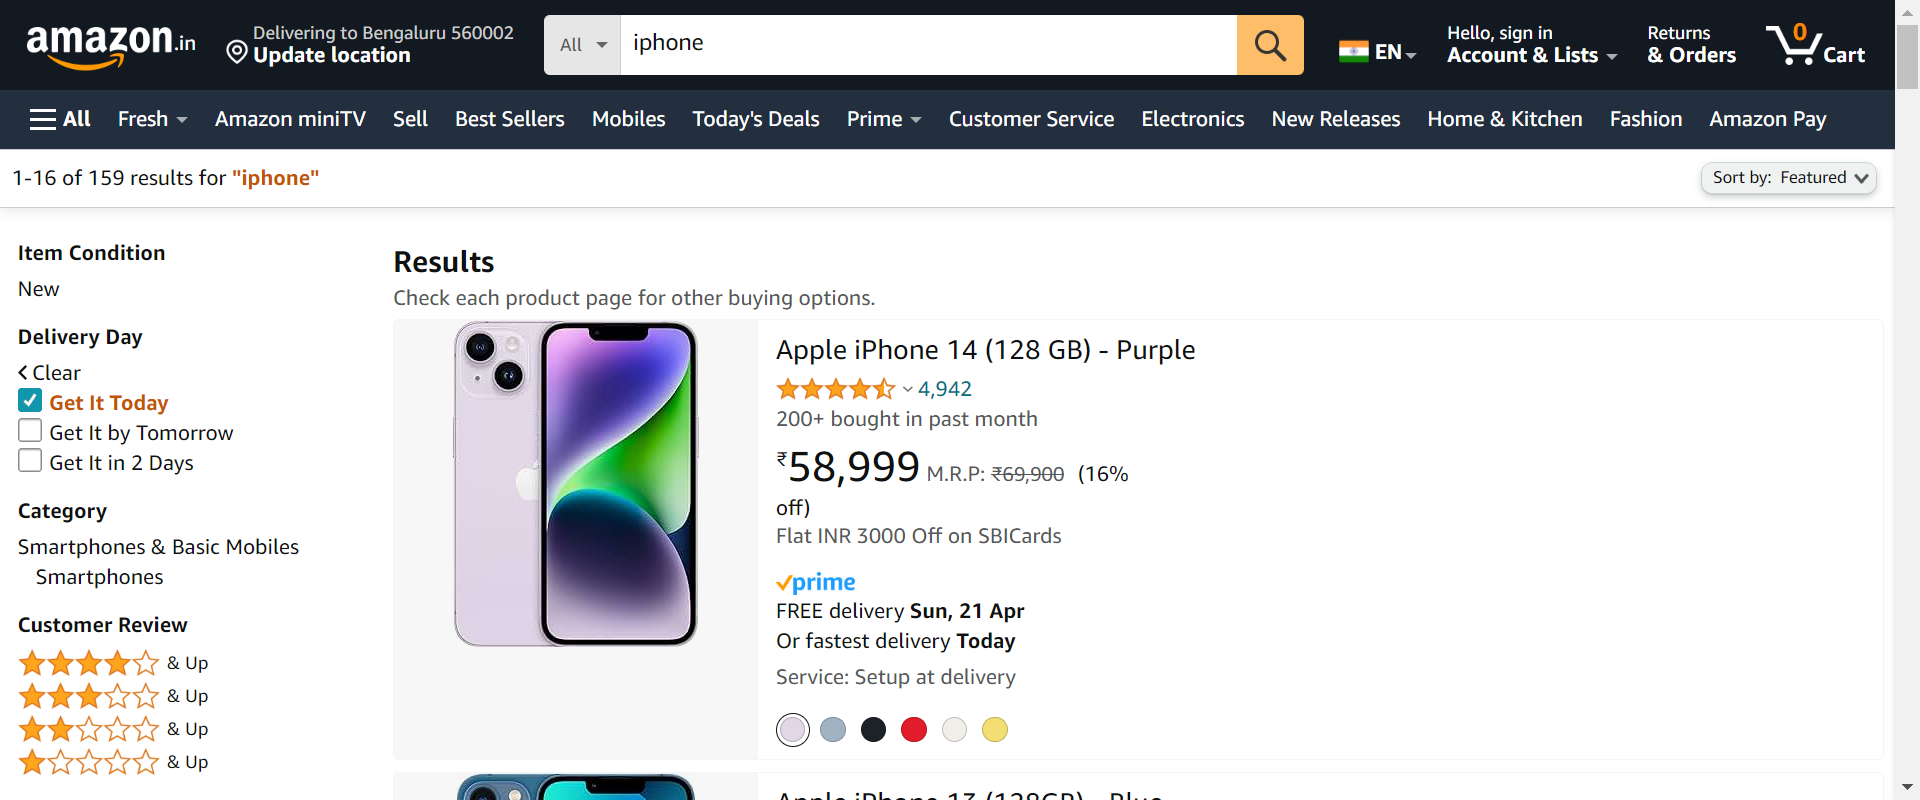 amazon.in
Delivering to Bengaluru 560002
Update location
All
iphone
EN
Hello, sign in
Account & Lists
Returns
& Orders
0
Cart
All
Fresh
Amazon miniTV
Sell
Best Sellers
Mobiles
Today's Deals
Prime
Customer Service
Electronics
New Releases
Home & Kitchen
Fashion
Amazon Pay
1-16 of 159 results for "iphone"
Sort by: Featured
Item Condition
New
Delivery Day
Clear
Get It Today
Get It by Tomorrow
Get It in 2 Days
Category
Smartphones & Basic Mobiles
Smartphones
Customer Review
& Up
& Up
& Up
& Up
Results
Check each product page for other buying options.
Apple iPhone 14 (128 GB) - Purple
4,942
200+ bought in past month
₹58,999 M.R.P: ₹69,900 (16%
off)
Flat INR 3000 Off on SBICards
prime
FREE delivery Sun, 21 Apr
Or fastest delivery Today
Service: Setup at delivery
Apple iPhone 13 (128GB) - Blue